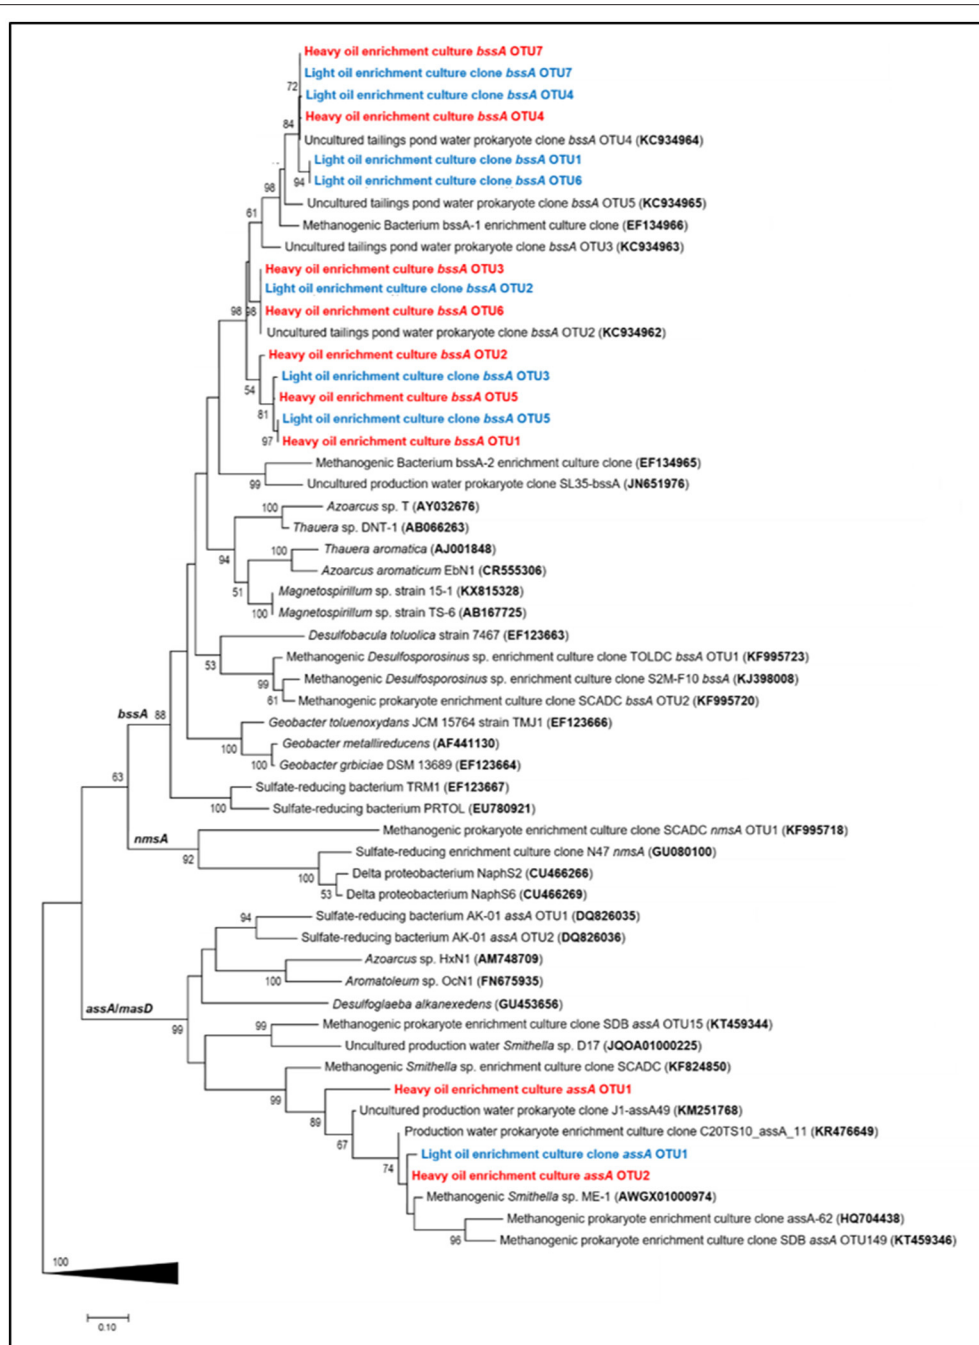 Heavy oil enrichment culture bssA OTU7
Light oil enrichment culture clone bssA OTU7
72
Light oil enrichment culture clone bssA OTU4
Heavy oil enrichment culture bssA OTU4
84
Uncultured tailings pond water prokaryote clone bssA OTU4 (KC934964)
Light oil enrichment culture clone bssA OTU1
94
Light oil enrichment culture clone bssA OTU6
98
Uncultured tailings pond water prokaryote clone bssA OTU5 (KC934965)
61
Methanogenic Bacterium bssA-1 enrichment culture clone (EF134966)
Uncultured tailings pond water prokaryote clone bssA OTU3 (KC934963)
Heavy oil enrichment culture bssA OTU3
Light oil enrichment culture clone bssA OTU2
98 98
Heavy oil enrichment culture bssA OTU6
Uncultured tailings pond water prokaryote clone bssA OTU2 (KC934962)
Heavy oil enrichment culture bssA OTU2
Light oil enrichment culture clone bssA OTU3
54
Heavy oil enrichment culture bssA OTU5
81
Light oil enrichment culture clone bssA OTU5
97
Heavy oil enrichment culture bssA OTU1
Methanogenic Bacterium bssA-2 enrichment culture clone (EF134965)
99
Uncultured production water prokaryote clone SL35-bssA (JN651976)
100
Azoarcus sp. T (AY032676)
Thauera sp. DNT-1 (AB066263)
100
Thauera aromatica (AJ001848)
94
Azoarcus aromaticum EbN1 (CR555306)
51
Magnetospirillum sp. strain 15-1 (KX815328)
100
Magnetospirillum sp. strain TS-6 (AB167725)
Desulfobacula toluolica strain 7467 (EF123663)
53
Methanogenic Desulfosporosinus sp. enrichment culture clone TOLDC bssA OTU1 (KF995723)
99
Methanogenic Desulfosporosinus sp. enrichment culture clone S2M-F10 bssA (KJ398008)
61
Methanogenic prokaryote enrichment culture clone SCADC bssA OTU2 (KF995720)
bssA 88
Geobacter toluenoxydans JCM 15764 strain TMJ1 (EF123666)
100
Geobacter metallireducens (AF441130)
100
Geobacter grbiciae DSM 13689 (EF123664)
63
Sulfate-reducing bacterium TRM1 (EF123667)
100
Sulfate-reducing bacterium PRTOL (EU780921)
nmsA
Methanogenic prokaryote enrichment culture clone SCADC nmsA OTU1 (KF995718)
92
Sulfate-reducing enrichment culture clone N47 nmsA (GU080100)
100
Delta proteobacterium NaphS2 (CU466266)
53
Delta proteobacterium NaphS6 (CU466269)
94
Sulfate-reducing bacterium AK-01 assA OTU1 (DQ826035)
Sulfate-reducing bacterium AK-01 assA OTU2 (DQ826036)
Azoarcus sp. HxN1 (AM748709)
100
Aromatoleum sp. OcN1 (FN675935)
assA/masD
Desulfoglaeba alkanexedens (GU453656)
99
99
Methanogenic prokaryote enrichment culture clone SDB assA OTU15 (KT459344)
Uncultured production water Smithella sp. D17 (JQOA01000225)
Methanogenic Smithella sp. enrichment culture clone SCADC (KF824850)
99
Heavy oil enrichment culture assA OTU1
89
Uncultured production water prokaryote clone J1-assA49 (KM251768)
Production water prokaryote enrichment culture clone C20TS10_assA_11 (KR476649)
67
Light oil enrichment culture clone assA OTU1
74
Heavy oil enrichment culture assA OTU2
Methanogenic Smithella sp. ME-1 (AWGX01000974)
Methanogenic prokaryote enrichment culture clone assA-62 (HQ704438)
96
Methanogenic prokaryote enrichment culture clone SDB assA OTU149 (KT459346)
100
0.10